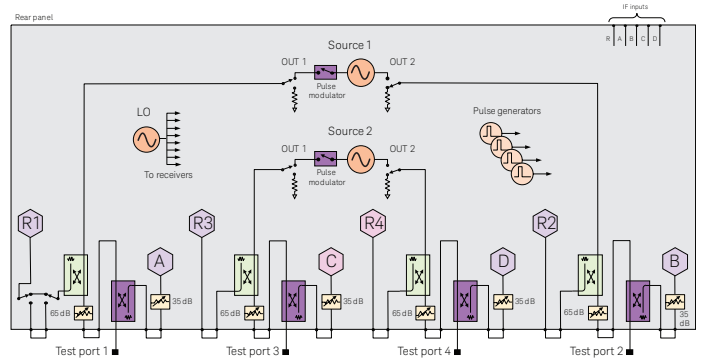 IF inputs
Rear panel
R A B C D
Source 1
OUT 1
OUT 2
Pulse
modulator
LO
To receivers
Pulse generators
Source 2
OUT 1
OUT 2
Pulse
modulator
R1
A
R3
C
R4
D
R2
B
65 dB
35 dB
65 dB
35 dB
65 dB
35 dB
65 dB
35
dB
Test port 1
Test port 3
Test port 4
Test port 2